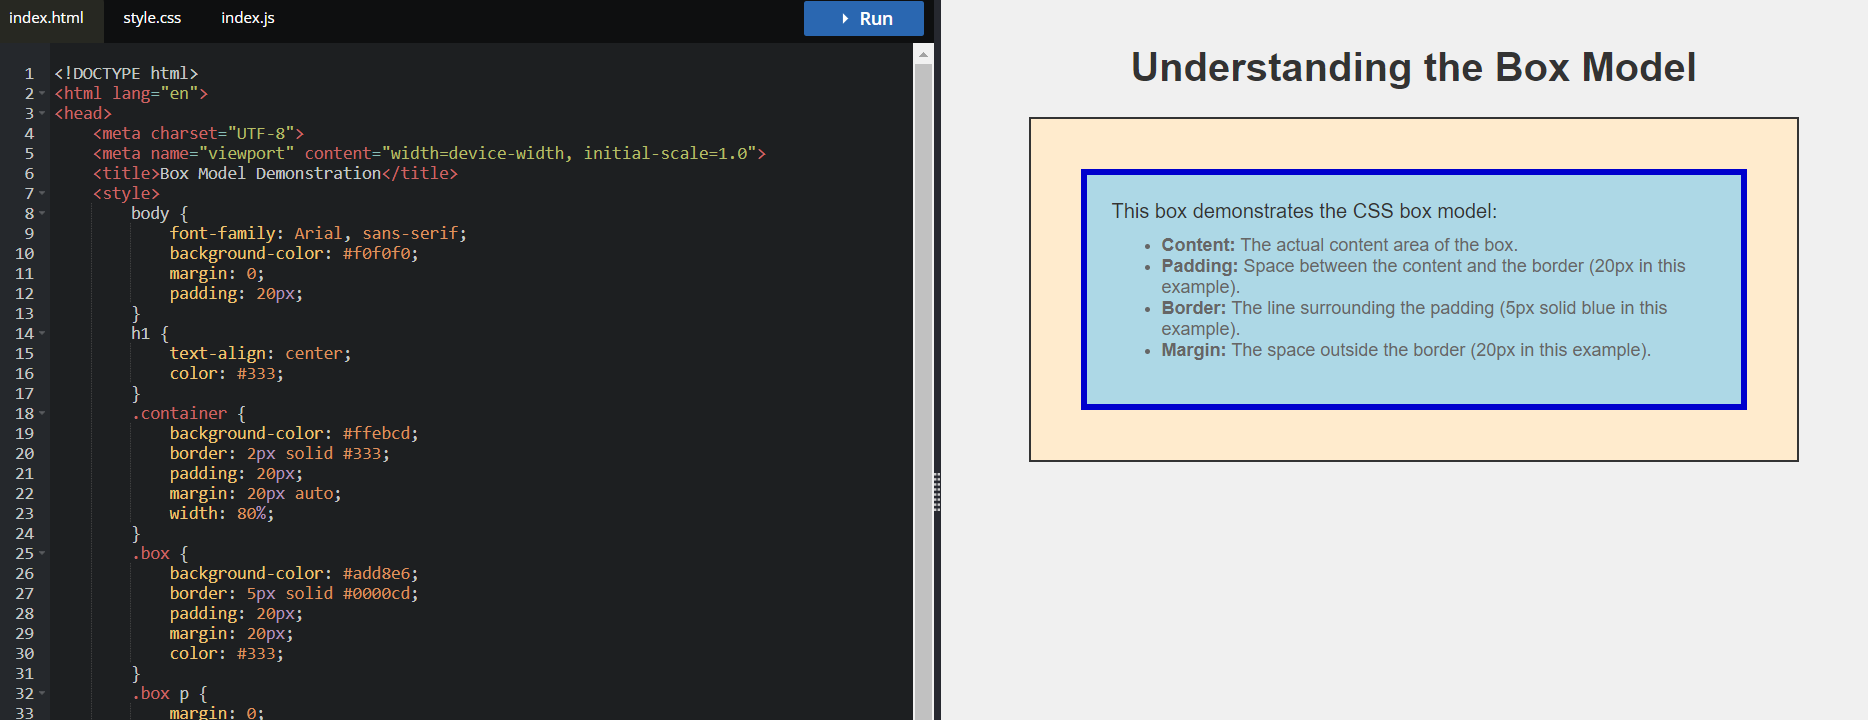 index.html style.css index.js Run
1 <!DOCTYPE html>
2 <html lang="en">
3 <head>
4 <meta charset="UTF-8">
5 <meta name="viewport" content="width=device-width, initial-scale=1.0">
6 <title>Box Model Demonstration</title>
7 <style>
8 body {
9 font-family: Arial, sans-serif;
10 background-color: #f0f0f0;
11 margin: 0;
12 padding: 20px;
13 }
14 h1 {
15 text-align: center;
16 color: #333;
17 }
18 .container {
19 background-color: #ffebcd;
20 border: 2px solid #333;
21 padding: 20px;
22 margin: 20px auto;
23 width: 80%;
24 }
25 .box {
26 background-color: #add8e6;
27 border: 5px solid #0000cd;
28 padding: 20px;
29 margin: 20px;
30 color: #333;
31 }
32 .box p {
33 margin: 0;
Understanding the Box Model
This box demonstrates the CSS box model:
• Content: The actual content area of the box.
• Padding: Space between the content and the border (20px in this
example).
• Border: The line surrounding the padding (5px solid blue in this
example).
• Margin: The space outside the border (20px in this example).